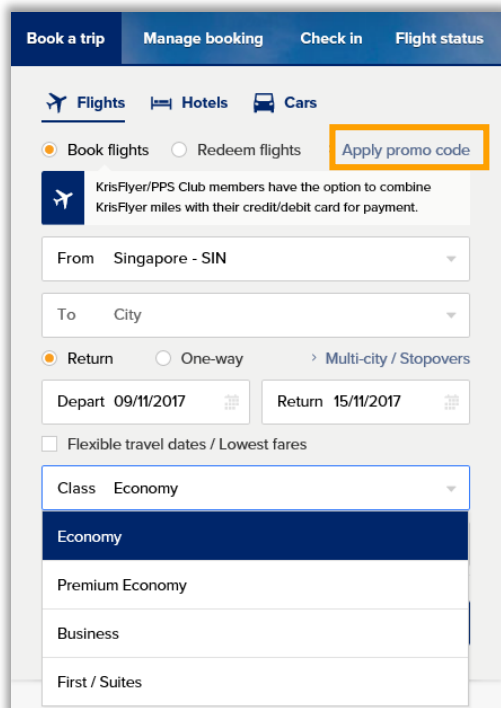 Book a trip Manage booking Check in Flight status
Flights Hotels Cars
Book flights Redeem flights Apply promo code
KrisFlyer/PPS Club members have the option to combine
KrisFlyer miles with their credit/debit card for payment.
From Singapore - SIN
To City
Return One-way > Multi-city / Stopovers
Depart 09/11/2017 Return 15/11/2017
Flexible travel dates / Lowest fares
Class Economy
Economy
Premium Economy
Business
First / Suites